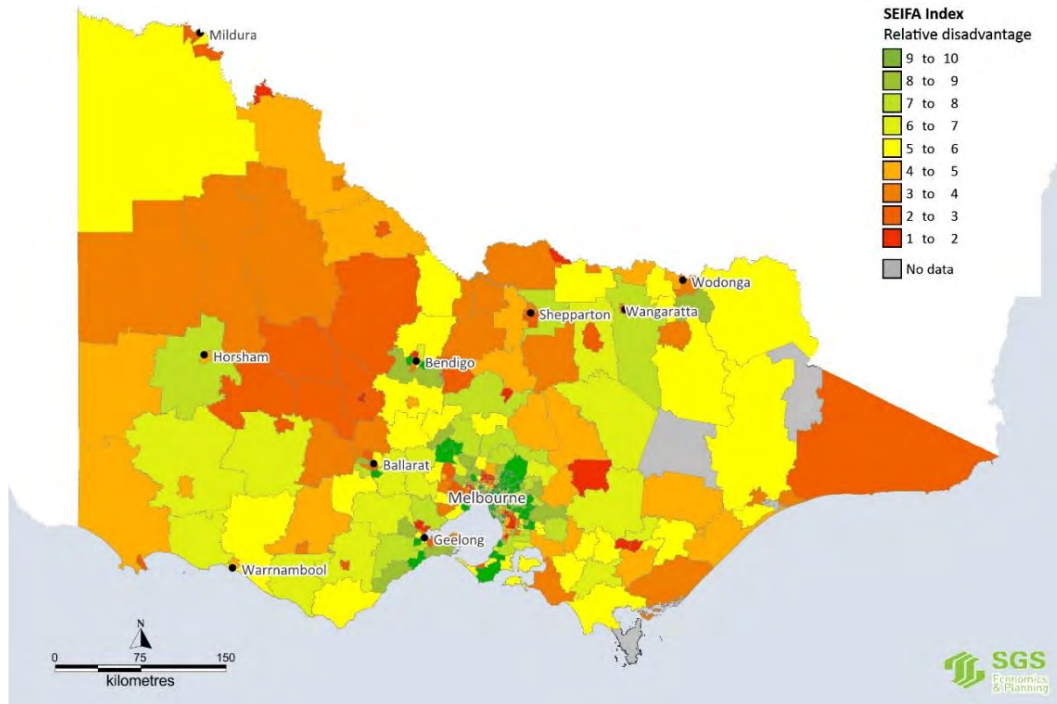 SEIFA Index
Relative disadvantage
9 to 10
8 to 9
7 to 8
6 to 7
5 to 6
4 to 5
3 to 4
2 to 3
1 to 2
No data
Mildura
Wodonga
Shepparton
Wangaratta
Horsham
Bendigo
Ballarat
Melbourne
Geelong
Warrnambool
N
0 75 150
kilometres
SGS
Economics
& Planning